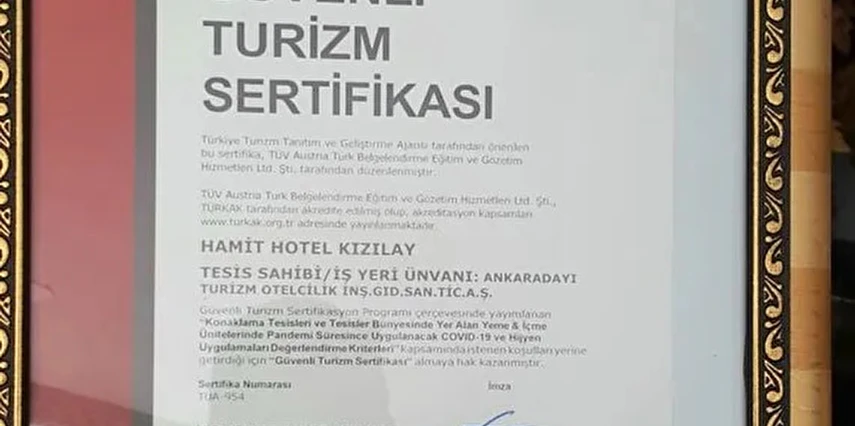 GÜVENLİ
TURİZM
SERTİFİKASI
Türkiye Turizm Tanıtım ve Geliştirme Ajansı tarafından önerilen
bu sertifika, TÜV Austria Turk Belgelendirme Eğitim ve Gözetim
Hizmetleri Ltd. Şti. tarafından düzenlenmiştir.
TÜV Austria Turk Belgelendirme Eğitim ve Gözetim Hizmetleri Ltd. Şti.,
TÜRKAK tarafından akredite edilmiş olup, akreditasyon kapsamları
www.turkak.org.tr adresinde yayınlanmaktadır.
HAMİT HOTEL KIZILAY
TESİS SAHİBİ/İŞ YERİ ÜNVANI: ANKARADAYI
TURİZM OTELCİLİK İNŞ.GID.SAN.TİC.A.Ş.
Güvenli Turizm Sertifikasyon Programı çerçevesinde yayımlanan
"Konaklama Tesisleri ve Tesisler Bünyesinde Yer Alan Yeme & İçme
Ünitelerinde Pandemi Süresince Uygulanacak COVID-19 ve Hijyen
Uygulamaları Değerlendirme Kriterleri" kapsamında istenen koşulları yerine
getirdiği için "Güvenli Turizm Sertifikası" almaya hak kazanmıştır.
Sertifika Numarası İmza
TUA-954